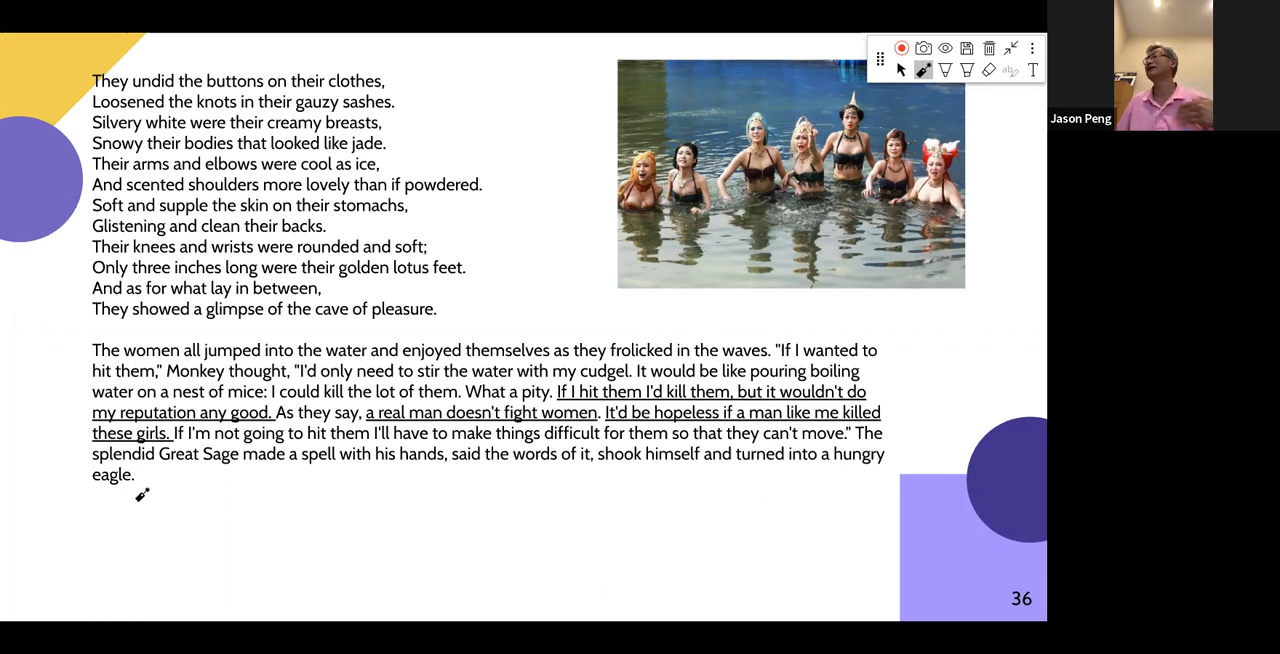 They undid the buttons on their clothes,
Loosened the knots in their gauzy sashes.
Silvery white were their creamy breasts,
Snowy their bodies that looked like jade.
Their arms and elbows were cool as ice,
And scented shoulders more lovely than if powdered.
Soft and supple the skin on their stomachs,
Glistening and clean their backs.
Their knees and wrists were rounded and soft;
Only three inches long were their golden lotus feet.
And as for what lay in between,
They showed a glimpse of the cave of pleasure.
The women all jumped into the water and enjoyed themselves as they frolicked in the waves. "If I wanted to
hit them," Monkey thought, "I'd only need to stir the water with my cudgel. It would be like pouring boiling
water on a nest of mice: I could kill the lot of them. What a pity. If I hit them I'd kill them, but it wouldn't do
my reputation any good. As they say, a real man doesn't fight women. It'd be hopeless if a man like me killed
these girls. If I'm not going to hit them I'll have to make things difficult for them so that they can't move." The
splendid Great Sage made a spell with his hands, said the words of it, shook himself and turned into a hungry
eagle.
36
ab
T
Jason Peng